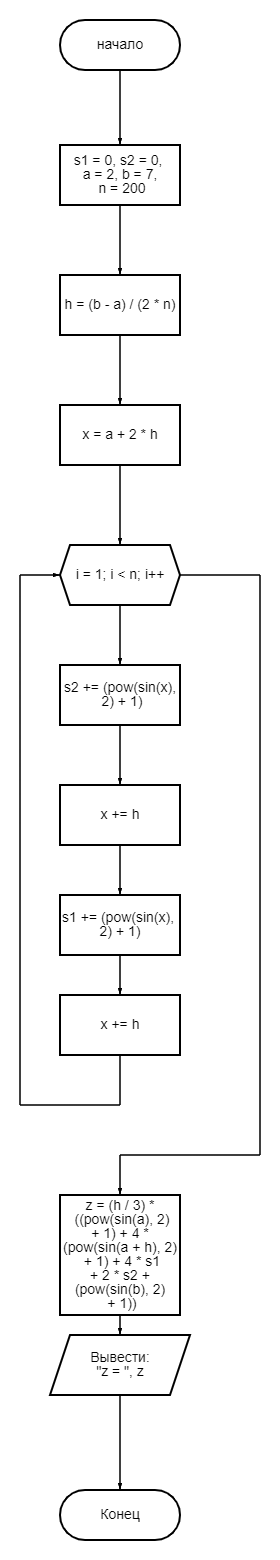 начало
s1 = 0, s2 = 0,
a = 2, b = 7,
n = 200
h = (b - a) / (2 * n)
x = a + 2 * h
i = 1; i < n; i++
s2 += (pow(sin(x),
2) + 1)
x += h
s1 += (pow(sin(x),
2) + 1)
x += h
z = (h / 3) *
((pow(sin(a), 2)
+ 1) + 4 *
(pow(sin(a + h), 2)
+ 1) + 4 * s1
+ 2 * s2 +
(pow(sin(b), 2)
+ 1))
Вывести:
"z = ", z
Конец